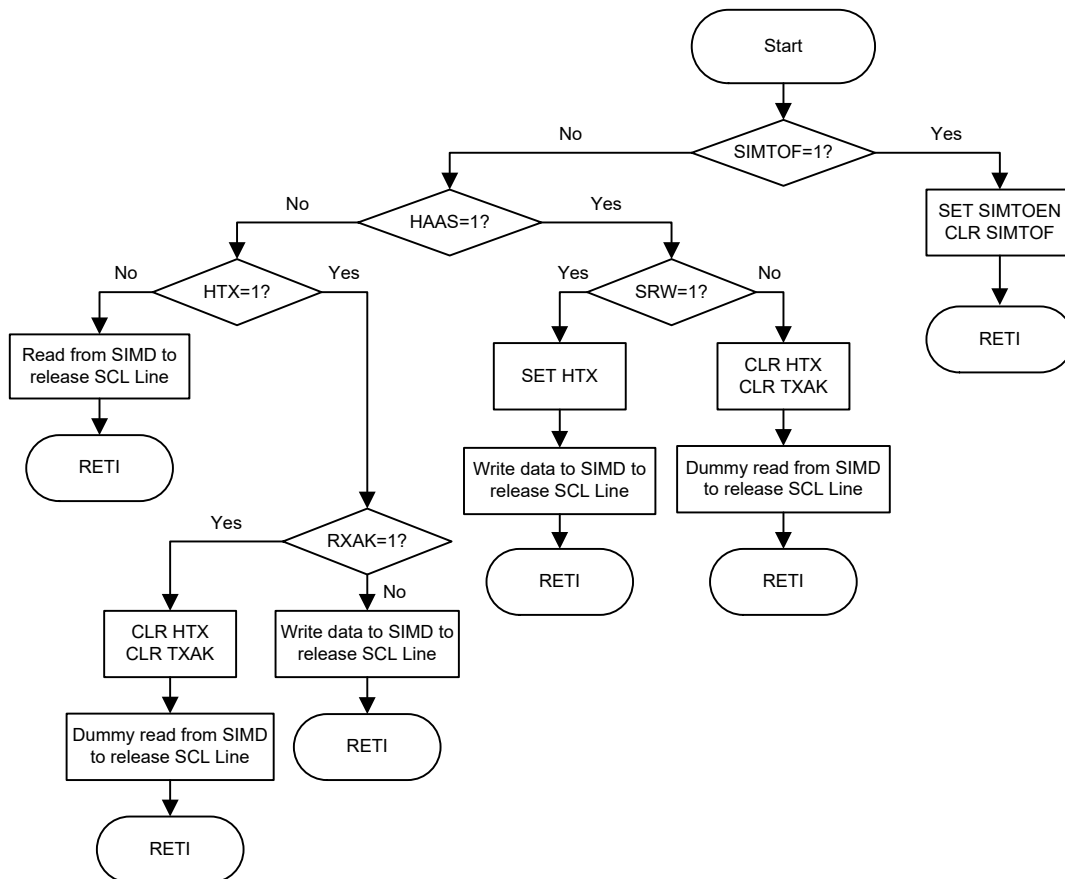 Start
No
Yes
SIMTOF=1?
SET SIMTOEN
CLR SIMTOF
RETI
No
Yes
HAAS=1?
No
Yes
HTX=1?
Yes
No
SRW=1?
Read from SIMD to
release SCL Line
RETI
SET HTX
CLR HTX
CLR TXAK
Write data to SIMD to
release SCL Line
Dummy read from SIMD
to release SCL Line
RETI
RETI
Yes
RXAK=1?
No
CLR HTX
CLR TXAK
Write data to SIMD to
release SCL Line
Dummy read from SIMD
to release SCL Line
RETI
RETI